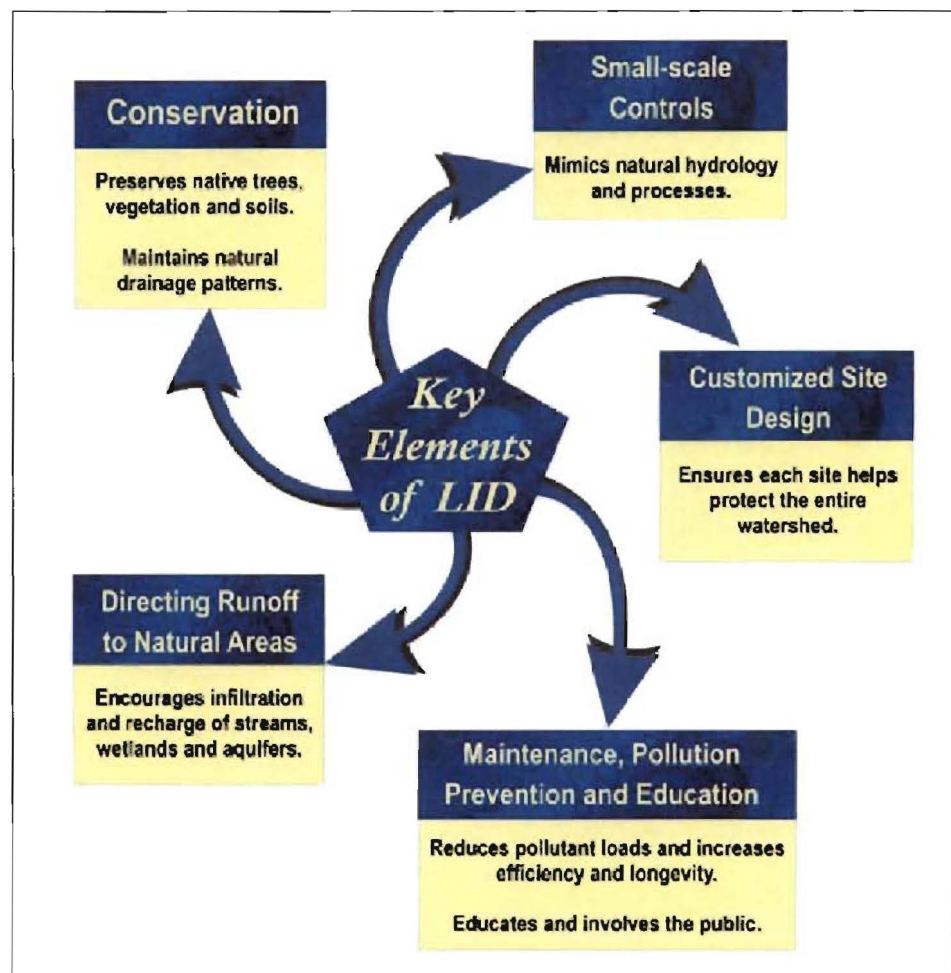 Conservation
Preserves native trees,
vegetation and soils.
Maintains natural
drainage patterns.
Small-scale
Controls
Mimics natural hydrology
and processes.
Customized Site
Design
Ensures each site helps
protect the entire
watershed.
Key
Elements
of LID
Directing Runoff
to Natural Areas
Encourages infiltration
and recharge of streams,
wetlands and aquifers.
Maintenance, Pollution
Prevention and Education
Reduces pollutant loads and increases
efficiency and longevity.
Educates and involves the public.